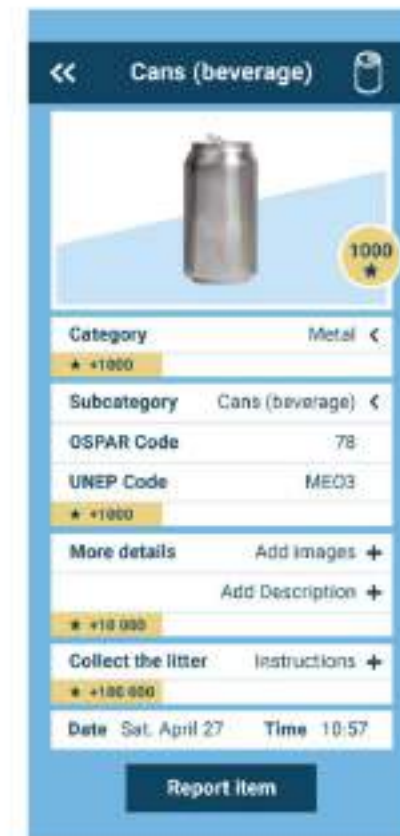 Cans (beverage)
1000
Category Metal
+1000
Subcategory Cans (beverage)
OSPAR Code 78
UNEP Code ME03
+1000
More details Add images +
Add Description +
+10 000
Collect the litter Instructions +
+100 000
Date Sat. April 27 Time 10:57
Report item